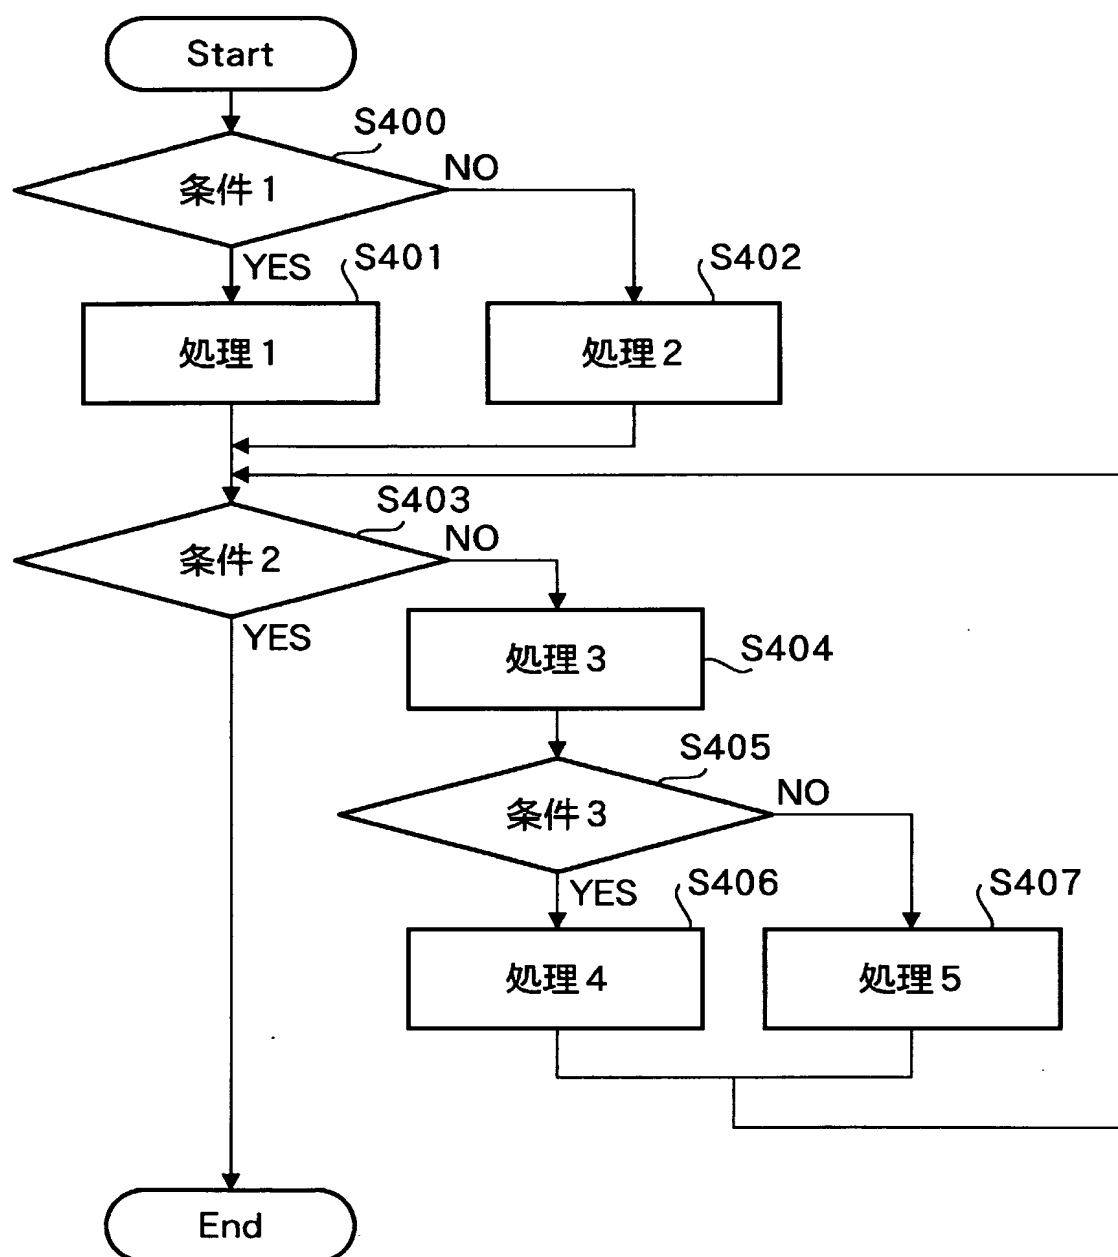 Start
S400
条件1
NO
YES
S401
S402
処理1
処理2
S403
条件2
NO
YES
処理3
S404
S405
条件3
NO
YES
S406
S407
処理4
処理5
End